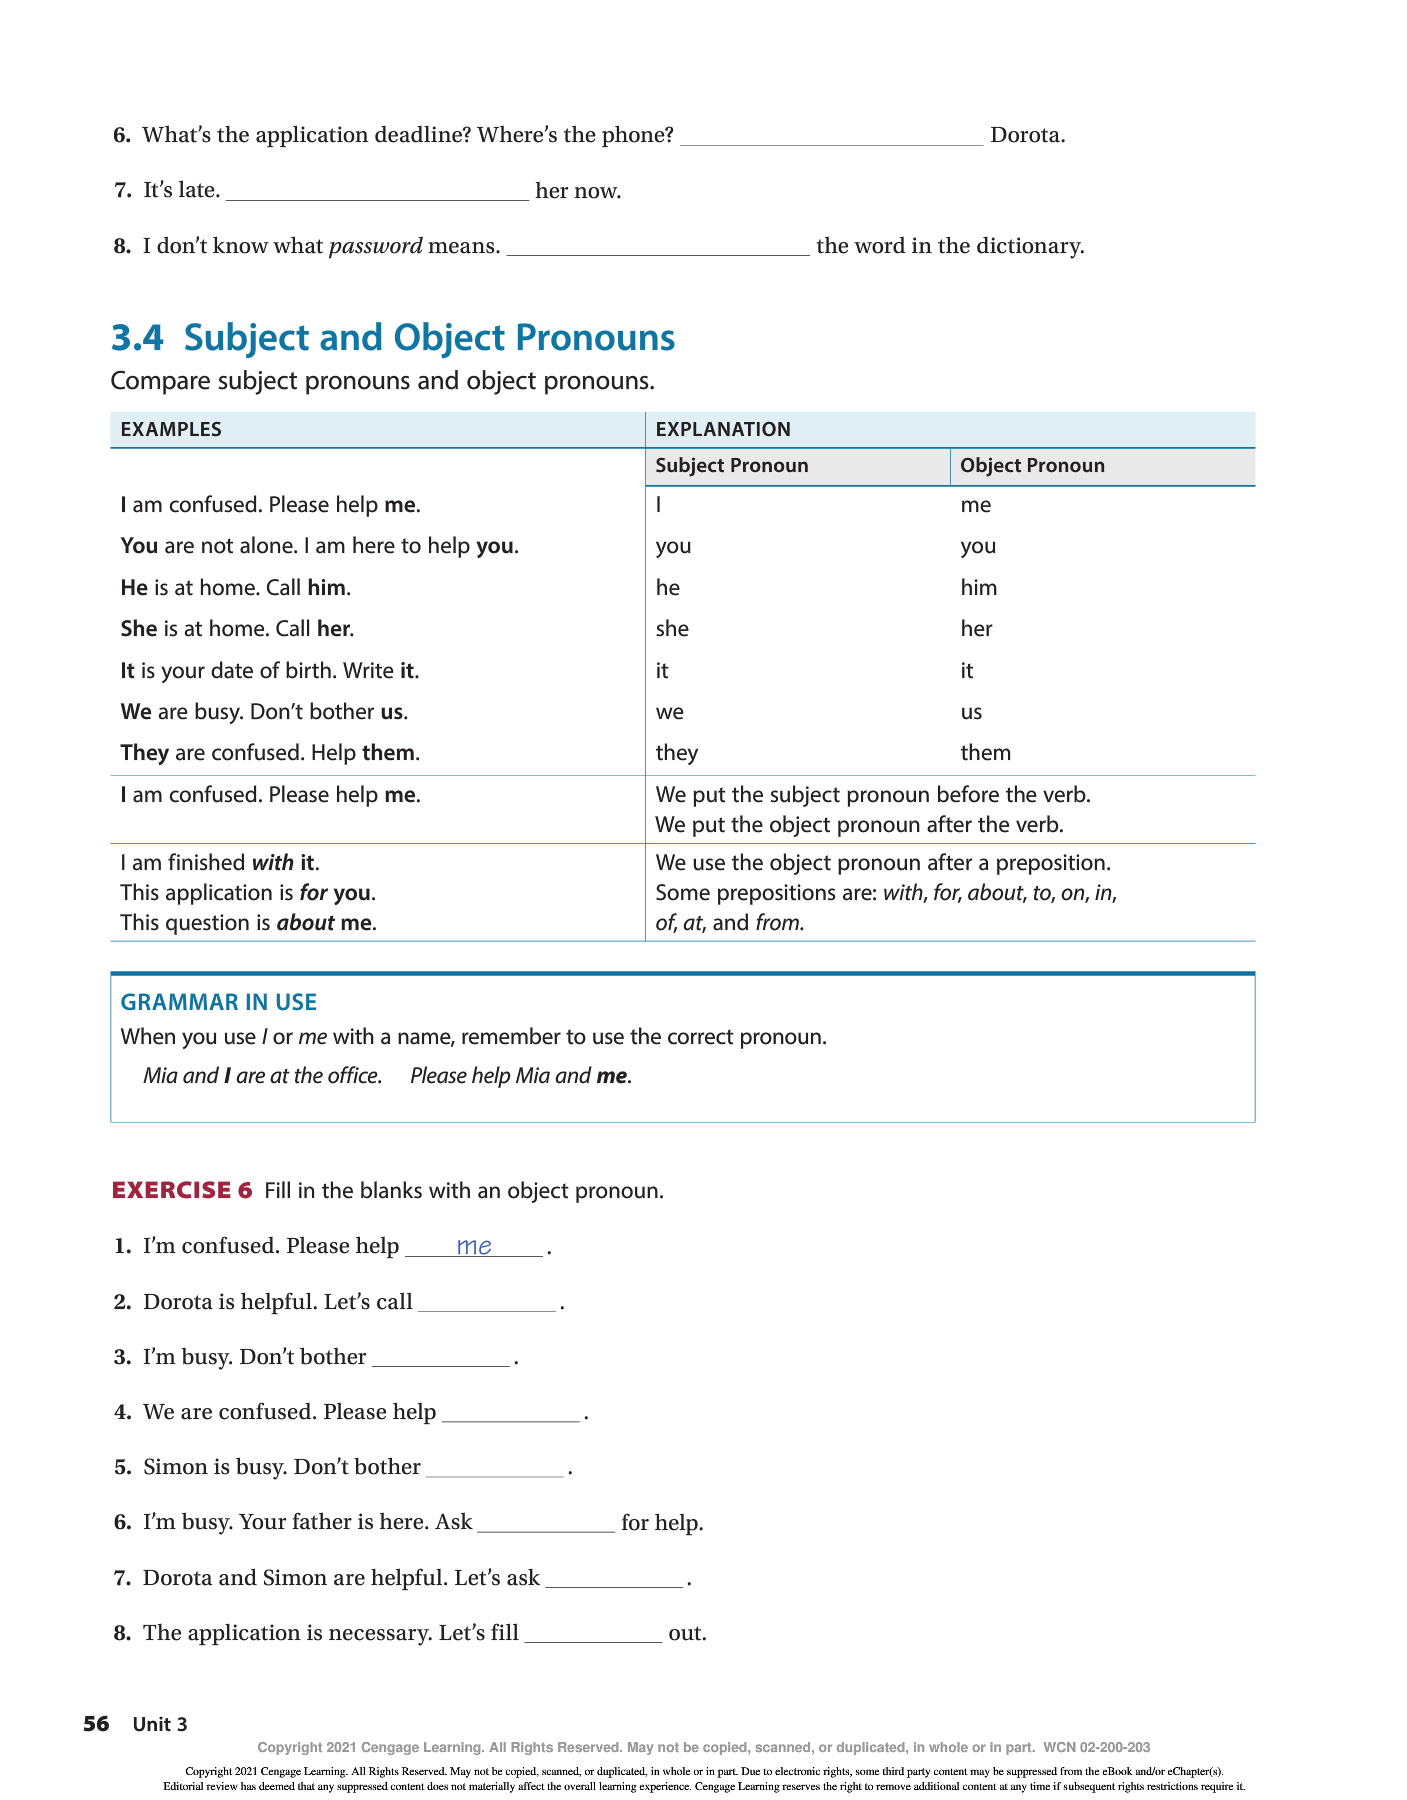 6. What's the application deadline? Where's the phone? ______ Dorota.
7. It's late. ______ her now.
8. I don't know what password means. ______ the word in the dictionary.
3.4 Subject and Object Pronouns
Compare subject pronouns and object pronouns.
EXAMPLES EXPLANATION
Subject Pronoun Object Pronoun
I am confused. Please help me. I me
You are not alone. I am here to help you. you you
He is at home. Call him. he him
She is at home. Call her. she her
It is your date of birth. Write it. it it
We are busy. Don't bother us. we us
They are confused. Help them. they them
I am confused. Please help me. We put the subject pronoun before the verb.
We put the object pronoun after the verb.
I am finished with it. We use the object pronoun after a preposition.
This application is for you. Some prepositions are: with, for, about, to, on, in,
This question is about me. of, at, and from.
GRAMMAR IN USE
When you use I or me with a name, remember to use the correct pronoun.
Mia and I are at the office. Please help Mia and me.
EXERCISE 6 Fill in the blanks with an object pronoun.
1. I'm confused. Please help me.
2. Dorota is helpful. Let's call ______.
3. I'm busy. Don't bother ______.
4. We are confused. Please help ______.
5. Simon is busy. Don't bother ______.
6. I'm busy. Your father is here. Ask ______ for help.
7. Dorota and Simon are helpful. Let's ask ______.
8. The application is necessary. Let's fill ______ out.
56 Unit 3
Copyright 2021 Cengage Learning. All Rights Reserved. May not be copied, scanned, or duplicated, in whole or in part. WCN 02-200-203
Copyright 2021 Cengage Learning. All Rights Reserved. May not be copied, scanned, or duplicated, in whole or in part. Due to electronic rights, some third party content may be suppressed from the eBook and/or eChapter(s).
Editorial review has deemed that any suppressed content does not materially affect the overall learning experience. Cengage Learning reserves the right to remove additional content at any time if subsequent rights restrictions require it.